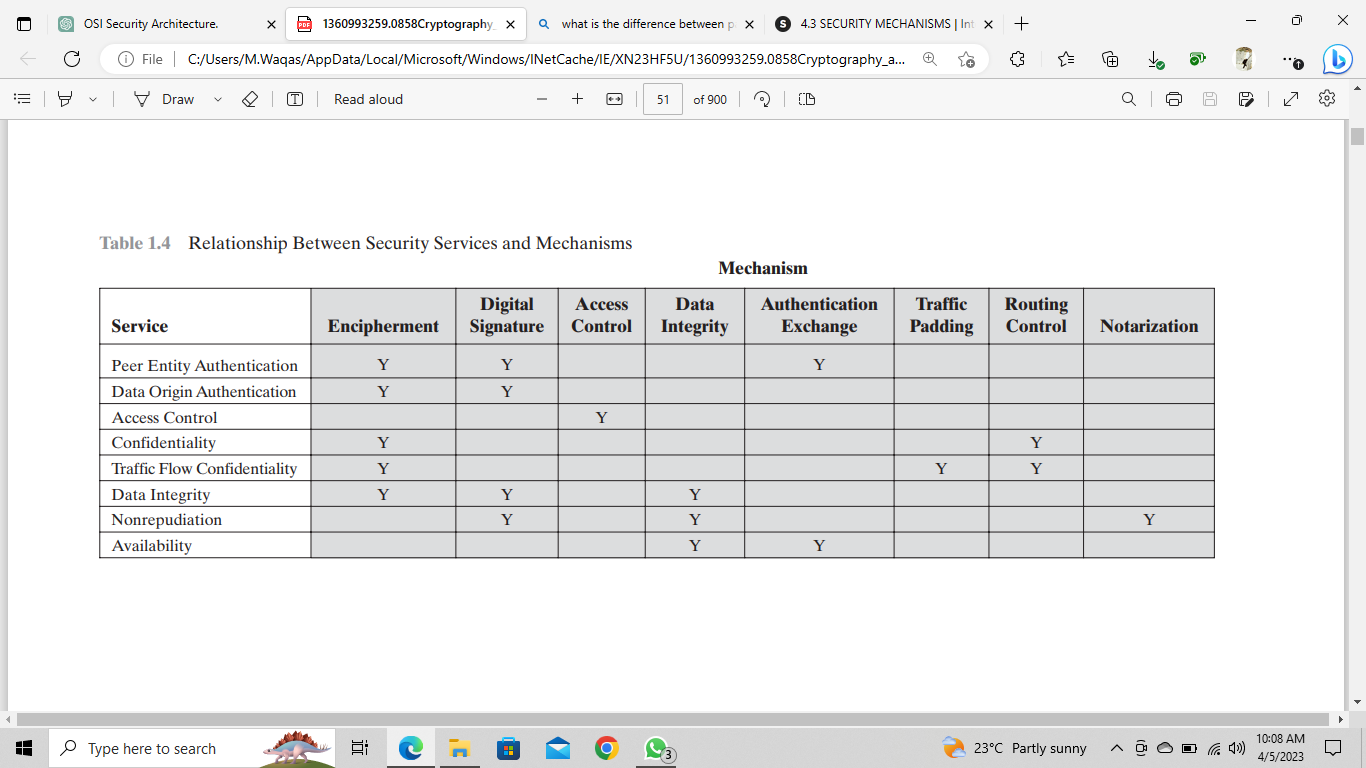 OSI Security Architecture.
1360993259.0858Cryptography_
what is the difference between p
4.3 SECURITY MECHANISMS | Int
File
C:/Users/M.Waqas/AppData/Local/Microsoft/Windows/INetCache/IE/XN23HF5U/1360993259.0858Cryptography_a...
Draw
Read aloud
51 of 900
Table 1.4 Relationship Between Security Services and Mechanisms
Mechanism
Service Encipherment Digital Signature Access Control Data Integrity Authentication Exchange Traffic Padding Routing Control Notarization
Peer Entity Authentication Y Y Y
Data Origin Authentication Y Y
Access Control Y
Confidentiality Y Y
Traffic Flow Confidentiality Y Y Y
Data Integrity Y Y Y
Nonrepudiation Y Y Y
Availability Y Y
Type here to search
3
23°C Partly sunny
10:08 AM
4/5/2023